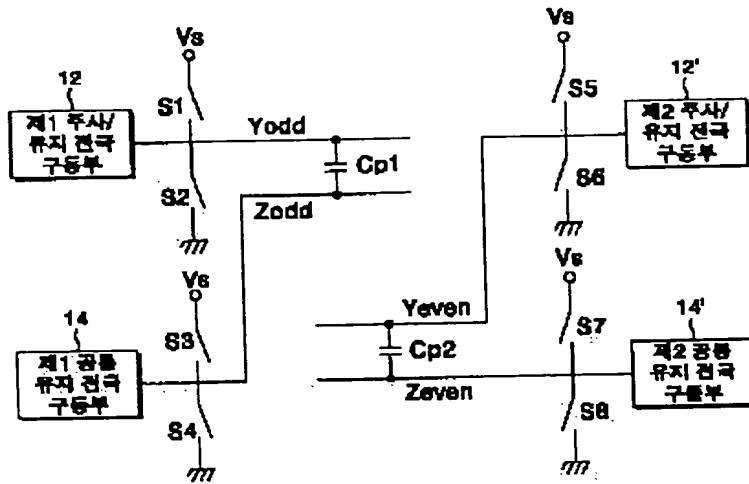 Vs
12
S1
제1 주사/
유지 전극
구동부
Yodd
S2
Cp1
Zodd
Vs
14
S3
제1 공통
유지 전극
구동부
S4
Vs
12'
S5
제2 주사/
유지 전극
구동부
S6
Vs
Yeven
14'
S7
Cp2
제2 공통
유지 전극
구동부
Zeven
S8